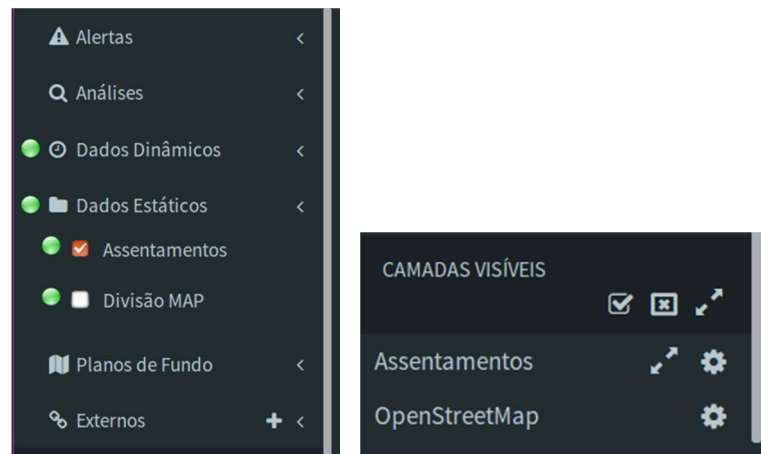 Alertas
Análises
Dados Dinâmicos
Dados Estáticos
Assentamentos
Divisão MAP
Planos de Fundo
Externos
CAMADAS VISÍVEIS
Assentamentos
OpenStreetMap